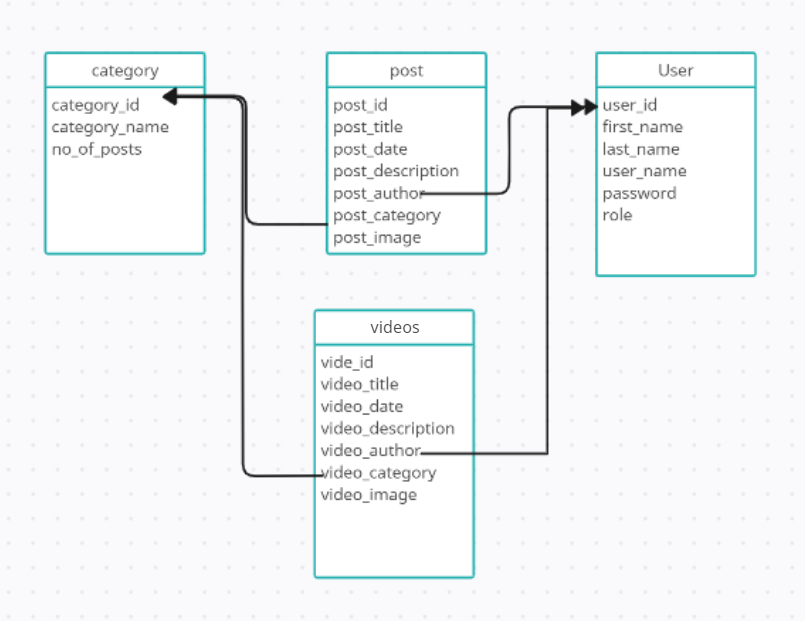 category
category_id
category_name
no_of_posts
post
post_id
post_title
post_date
post_description
post_author
post_category
post_image
User
user_id
first_name
last_name
user_name
password
role
videos
vide_id
video_title
video_date
video_description
video_author
video_category
video_image